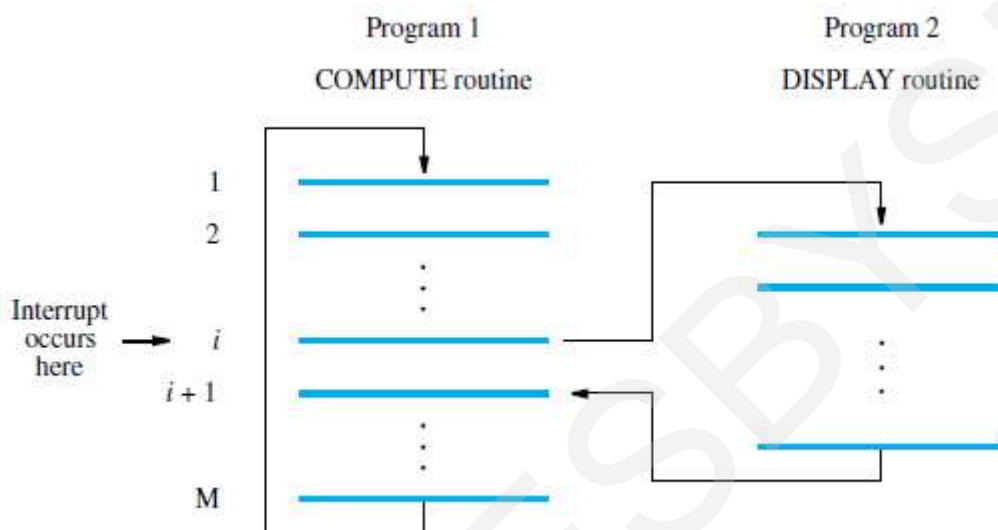 Program 1
COMPUTE routine
Program 2
DISPLAY routine
1
2
Interrupt
occurs
here
i
i + 1
M